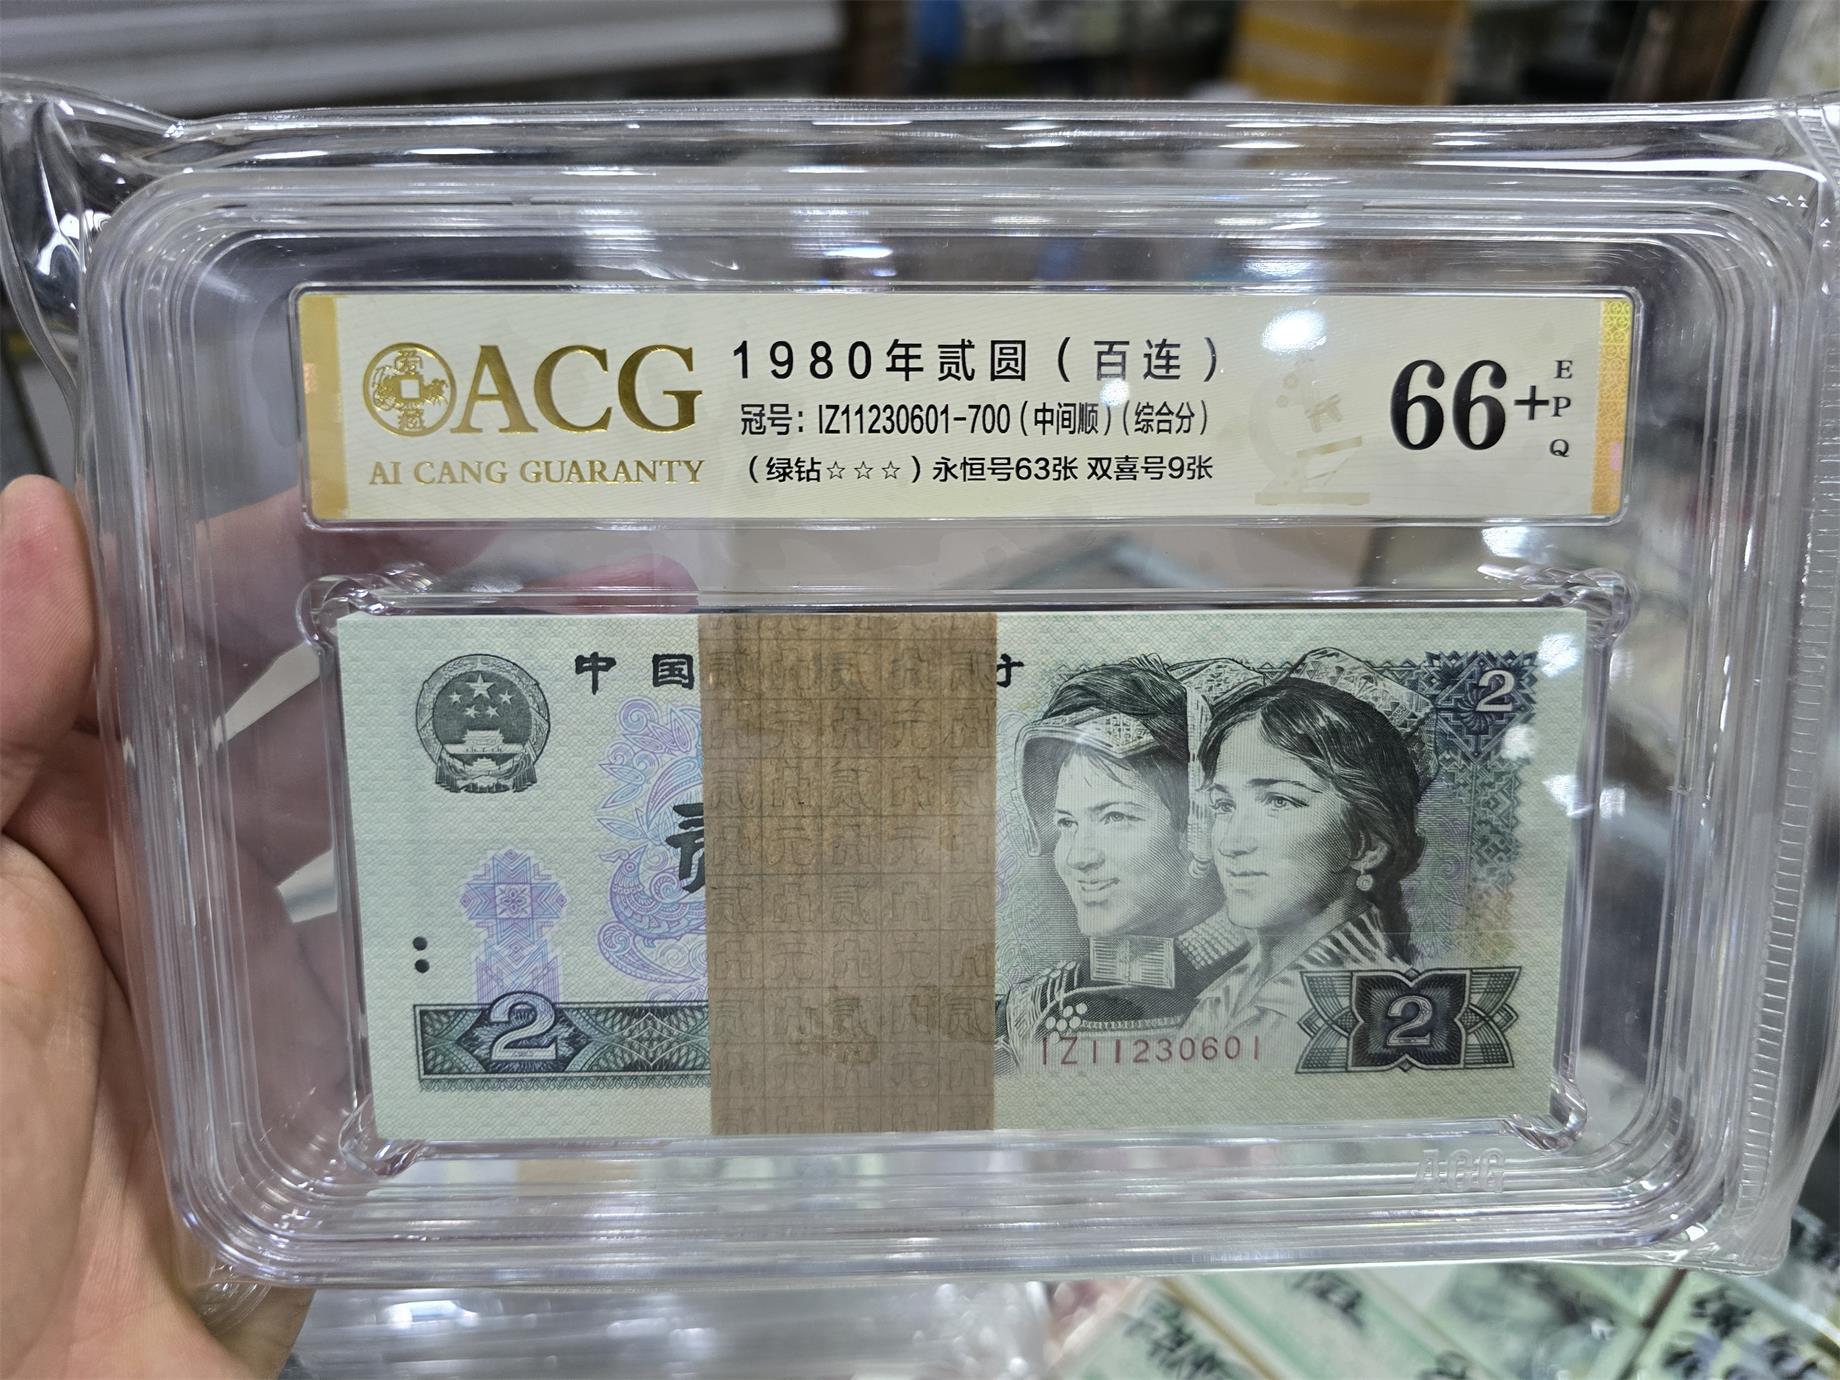 ACG
AI CANG GUARANTY
1980年贰圆（百连）
冠号：IZ11230601-700（中间顺）（综合分）
（绿钻☆☆☆）永恒号63张 双喜号9张
66+
EPQ
中国
2
2
IZ11230601
2
ACG